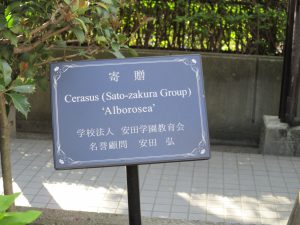 寄贈
Cerasus (Sato-zakura Group)
‘Alborosea’
学校法人 安田学園教育会
名誉顧問 安田 弘